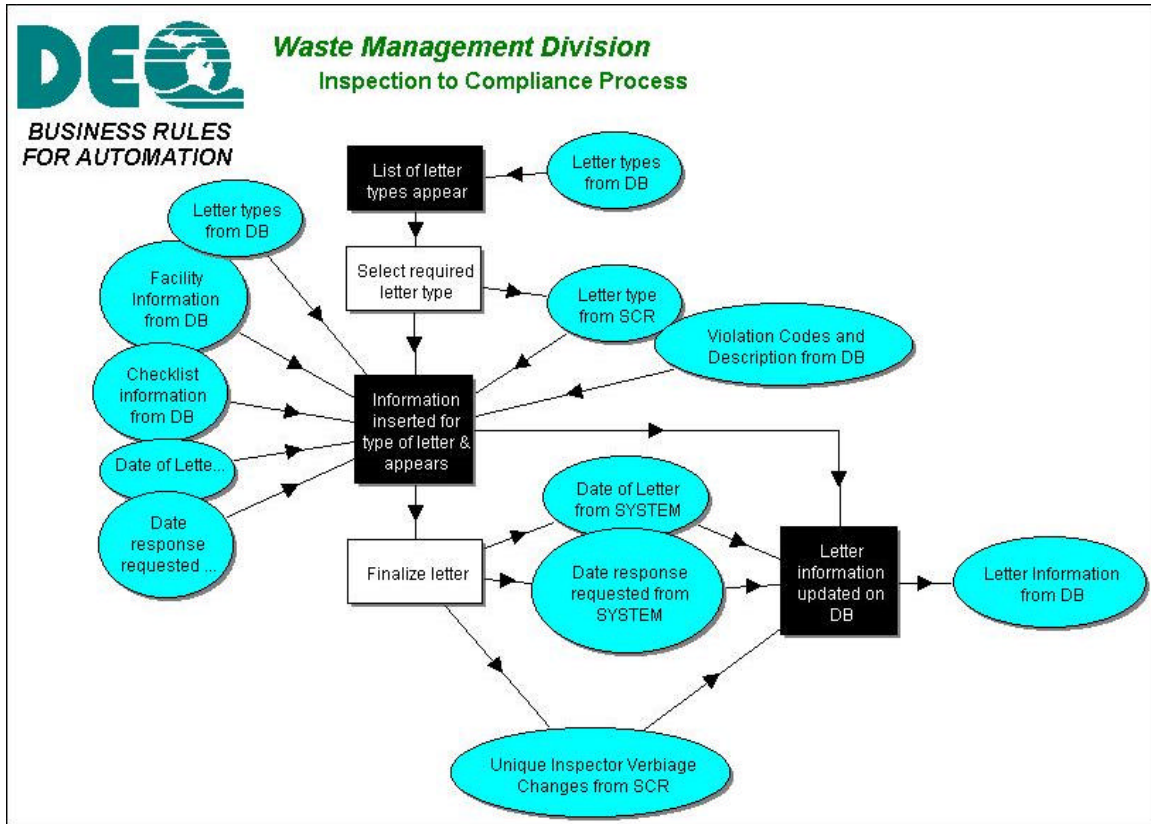 DEQ
Waste Management Division
Inspection to Compliance Process
BUSINESS RULES
FOR AUTOMATION
List of letter
types appear
Letter types
from DB
Letter types
from DB
Select required
letter type
Facility
Information
from DB
Letter type
from SCR
Violation Codes and
Description from DB
Checklist
information
from DB
Information
inserted for
type of letter &
appears
Date of Lette...
Date
response
requested ...
Date of Letter
from SYSTEM
Finalize letter
Date response
requested from
SYSTEM
Letter
information
updated on
DB
Letter Information
from DB
Unique Inspector Verbiage
Changes from SCR